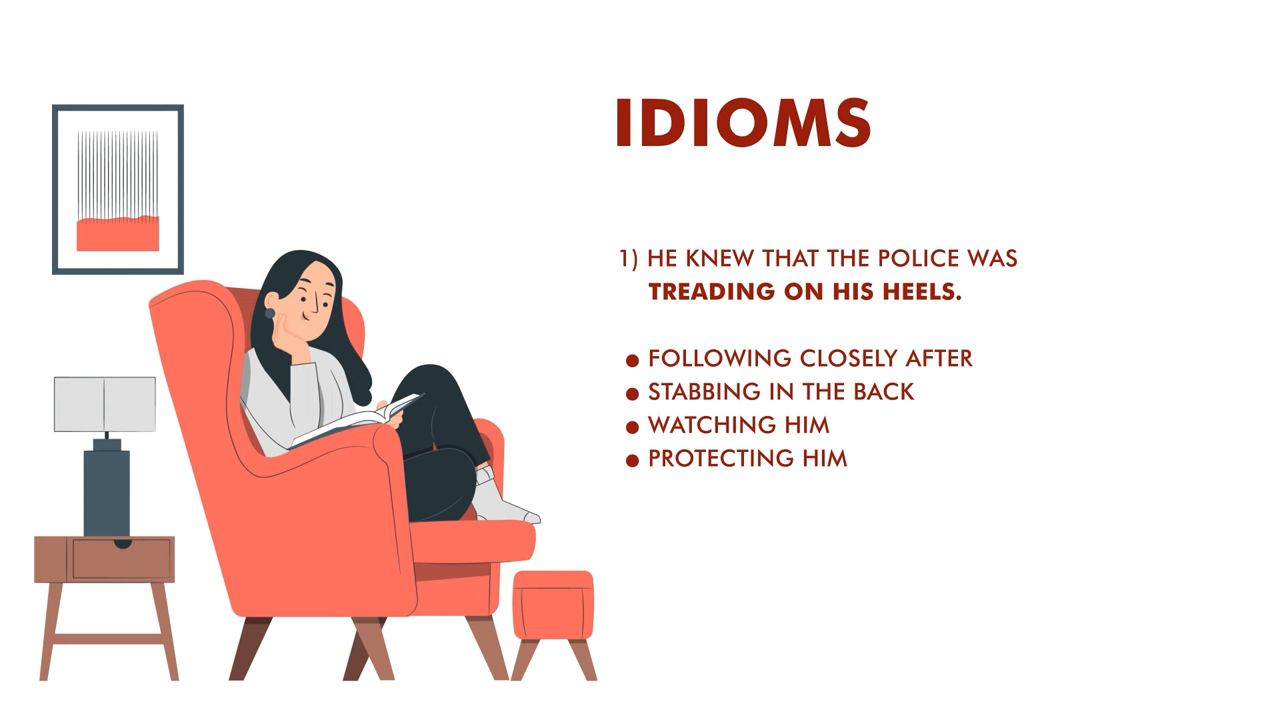 IDIOMS
1) HE KNEW THAT THE POLICE WAS
TREADING ON HIS HEELS.
● FOLLOWING CLOSELY AFTER
● STABBING IN THE BACK
● WATCHING HIM
● PROTECTING HIM